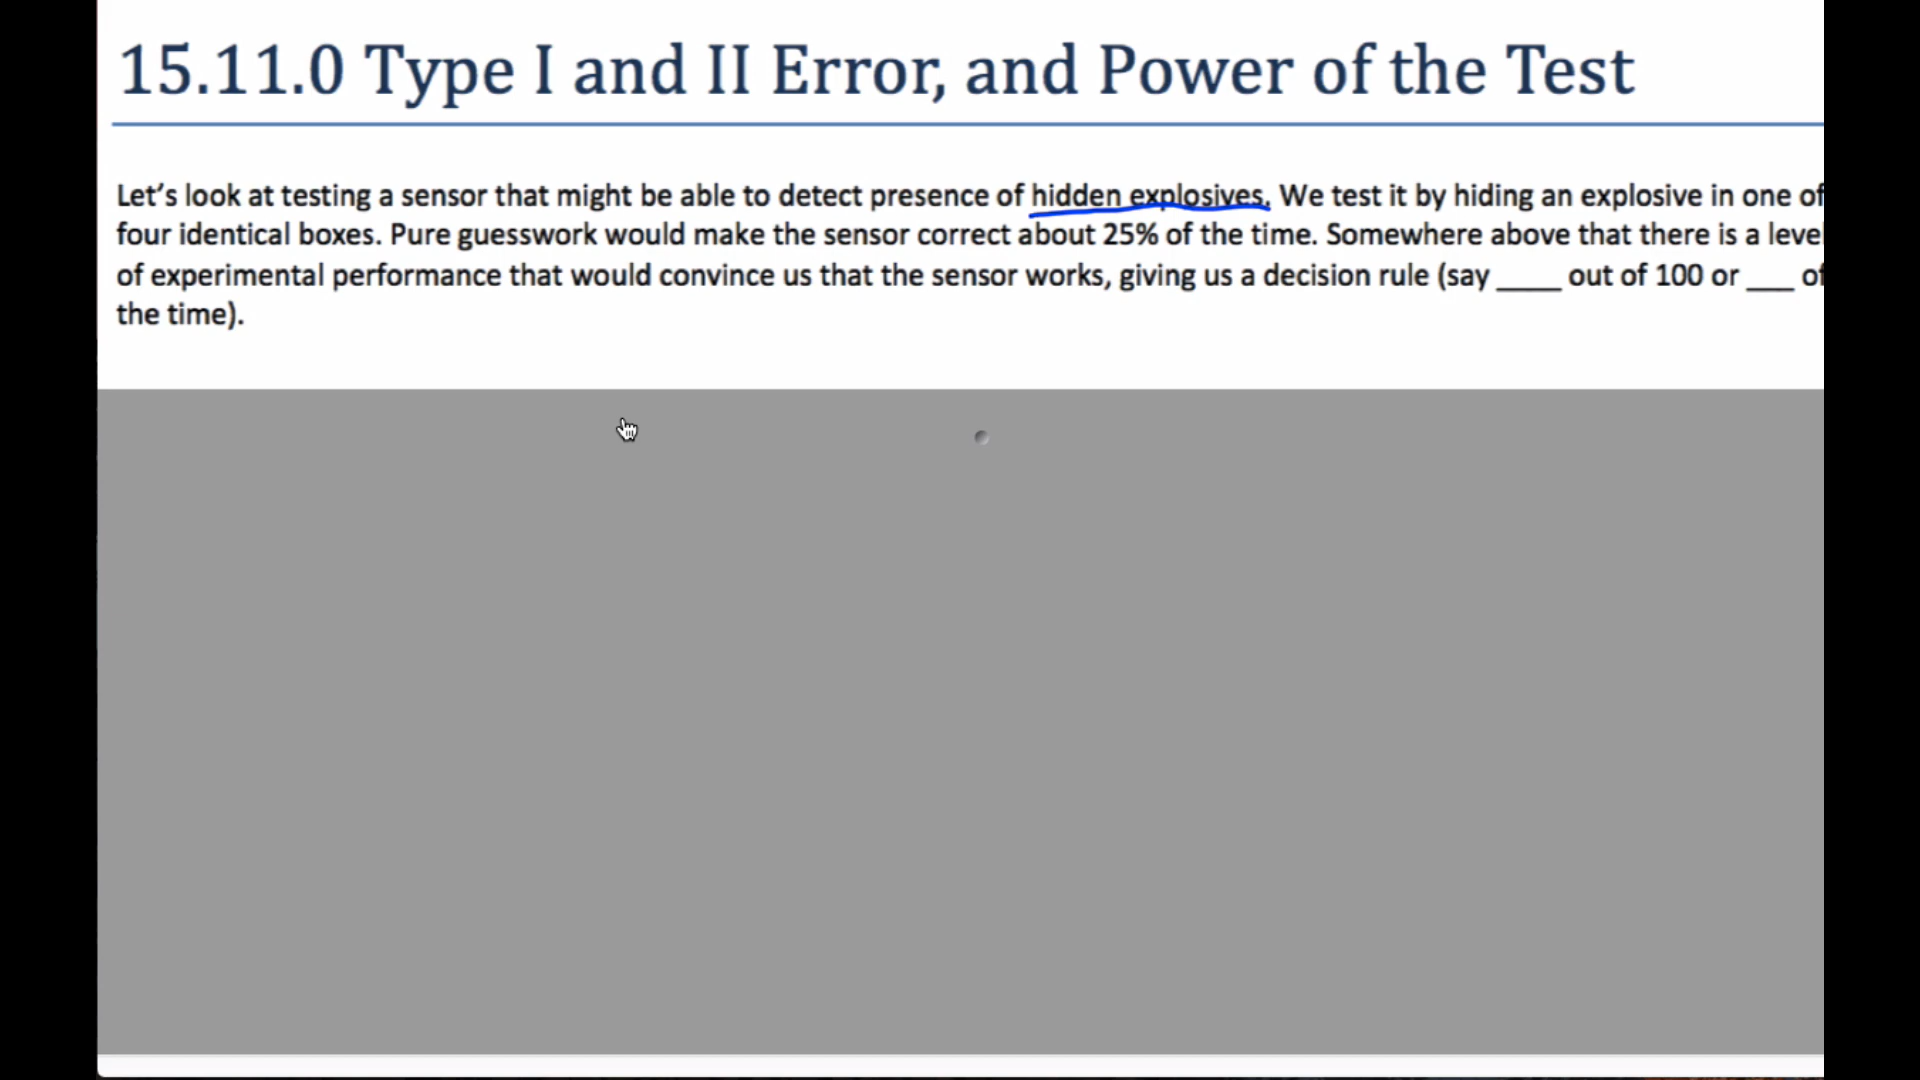 15.11.0 Type I and II Error, and Power of the Test
Let's look at testing a sensor that might be able to detect presence of hidden explosives. We test it by hiding an explosive in one of
four identical boxes. Pure guesswork would make the sensor correct about 25% of the time. Somewhere above that there is a level
of experimental performance that would convince us that the sensor works, giving us a decision rule (say ____ out of 100 or ___ of
the time).